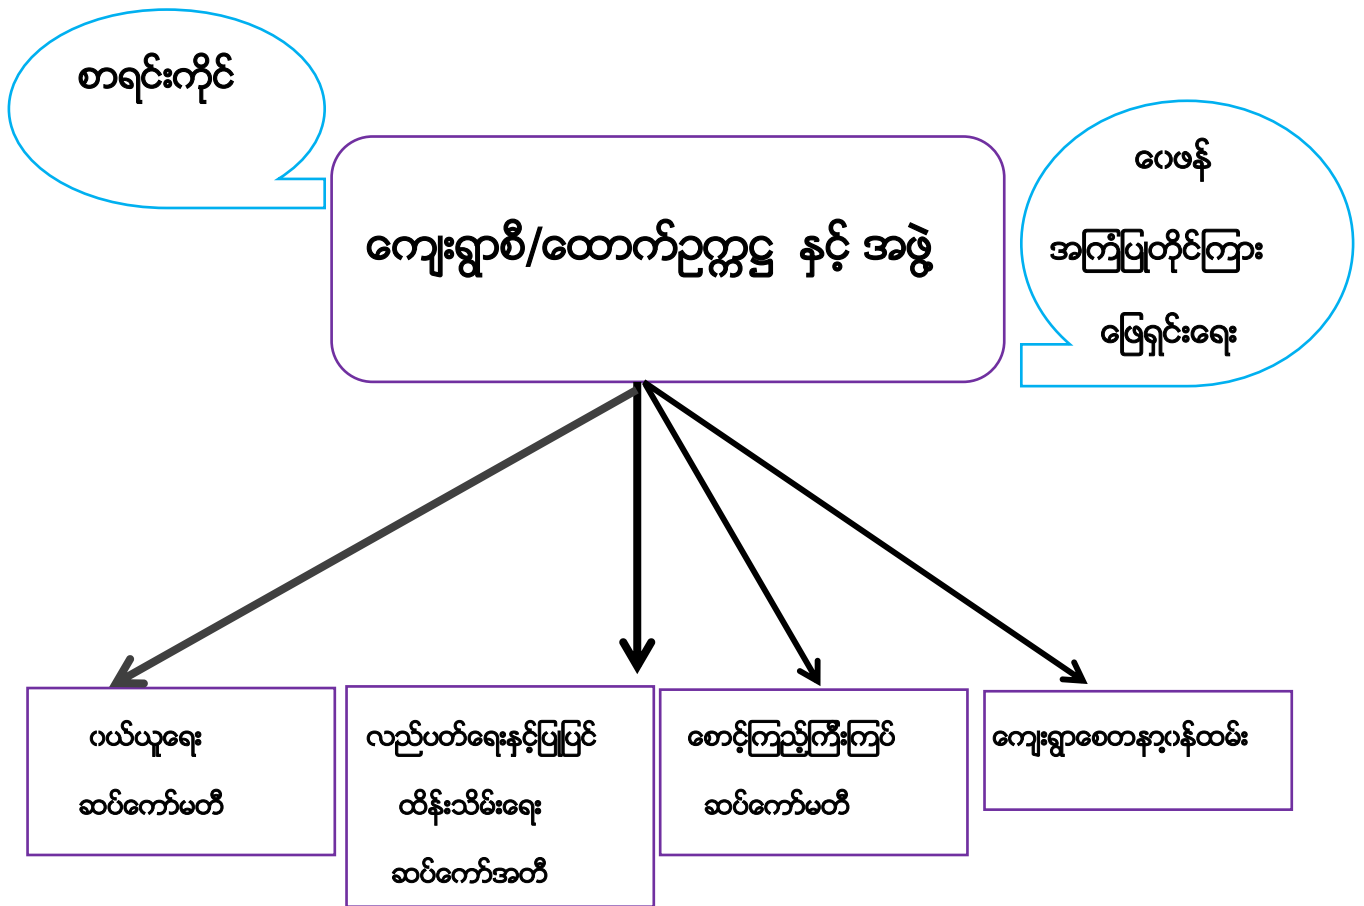 စာရင်းကိုင်
ကျေးရွာစီ/ထောက်ဥက္ကဋ္ဌ နှင့် အဖွဲ့
ဝေဖန်
အကြံပြုတိုင်ကြား
ဖြေရှင်းရေး
ဝယ်ယူရေး
ဆပ်ကော်မတီ
လည်ပတ်ရေးနှင့်ပြုပြင်
ထိန်းသိမ်းရေး
ဆပ်ကော်အတီ
စောင့်ကြည့်ကြီးကြပ်
ဆပ်ကော်မတီ
ကျေးရွာစေတနာ့ဝန်ထမ်း